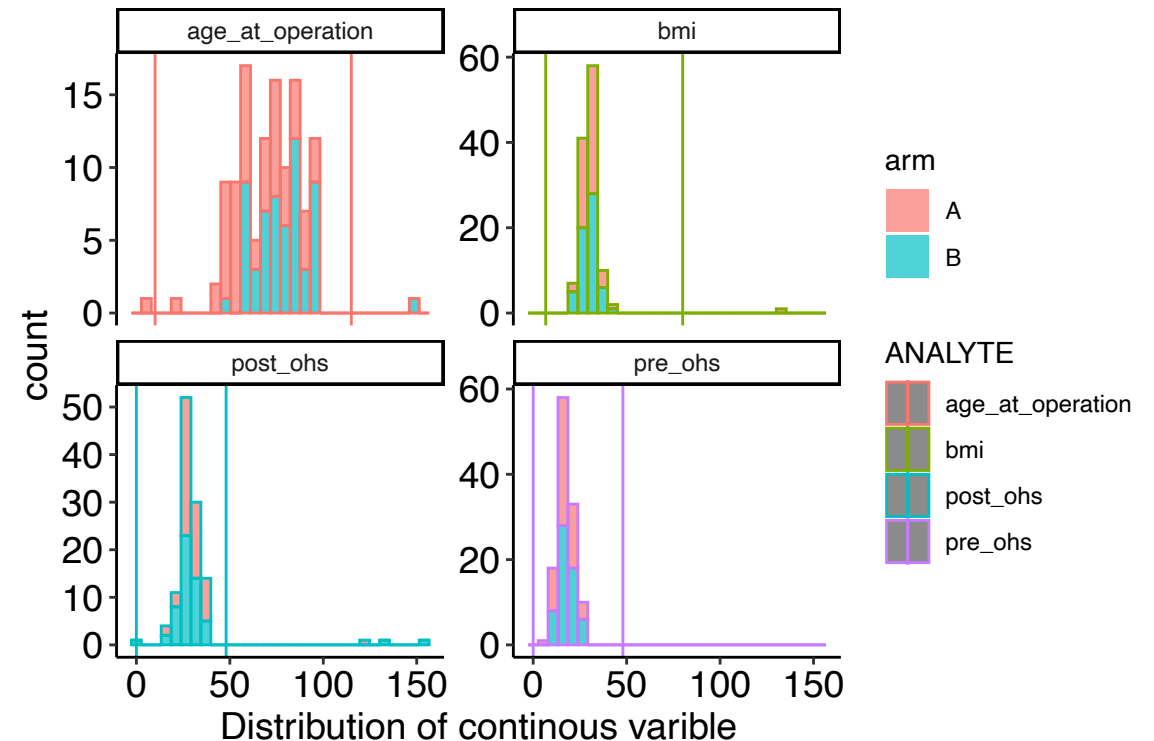 age_at_operation
bmi
15
10
5
0
60
40
20
0
count
post_ohs
pre_ohs
50
40
30
20
10
0
60
40
20
0
0 50 100 150
0 50 100 150
Distribution of continous varible
arm
A
B
ANALYTE
age_at_operation
bmi
post_ohs
pre_ohs